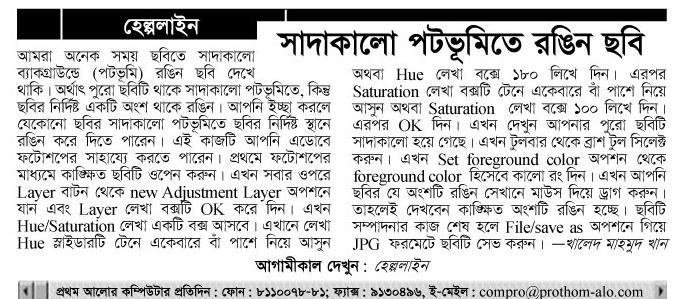 হেল্পলাইন
সাদাকালো পটভূমিতে রঙিন ছবি
আমরা অনেক সময় ছবিতে সাদাকালো
ব্যাকগ্রাউন্ডে (পটভূমি) রঙিন ছবি দেখে
থাকি। অর্থাৎ পুরো ছবিটি থাকে সাদাকালো পটভূমিতে, কিন্তু
ছবির নির্দিষ্ট একটি অংশ থাকে রঙিন। আপনি ইচ্ছা করলে
যেকোনো ছবির সাদাকালো পটভূমিতে ছবির নির্দিষ্ট স্থানে
রঙিন করে দিতে পারেন। এই কাজটি আপনি এডোবে
ফটোশপের সাহায্যে করতে পারেন। প্রথমে ফটোশপের
মাধ্যমে কাঙ্ক্ষিত ছবিটি ওপেন করুন। এখন সবার ওপরে
Layer বাটন থেকে new Adjustment Layer অপশনে
যান এবং Layer লেখা বক্সটি OK করে দিন। এখন
Hue/Saturation লেখা একটি বক্স আসবে। এখানে লেখা
Hue স্লাইডারটি টেনে একেবারে বাঁ পাশে নিয়ে আসুন
অথবা Hue লেখা বক্সে ১৮০ লিখে দিন। এরপর
Saturation লেখা বক্সটি টেনে একেবারে বাঁ পাশে নিয়ে
আসুন অথবা Saturation লেখা বক্সে ১০০ লিখে দিন।
এরপর OK দিন। এখন দেখুন আপনার পুরো ছবিটি
সাদাকালো হয়ে গেছে। এখন টুলবার থেকে ব্রাশ টুল সিলেক্ট
করুন। এখন Set foreground color অপশন থেকে
foreground color হিসেবে কালো রং দিন। এখন আপনি
ছবির যে অংশটি রঙিন সেখানে মাউস দিয়ে ড্রাগ করুন।
তাহলেই দেখবেন কাঙ্ক্ষিত অংশটি রঙিন হচ্ছে। ছবিটি
সম্পাদনার কাজ শেষ হলে File/save as অপশনে গিয়ে
JPG ফরমেটে ছবিটি সেভ করুন। —খালেদ মাহমুদ খান
আগামীকাল দেখুন : হেল্পলাইন
প্রথম আলোর কম্পিউটার প্রতিদিন : ফোন : ৮১১০০৭৮-৮১; ফ্যাক্স : ৯১৩০৪৯৬, ই-মেইল : compro@prothom-alo.com